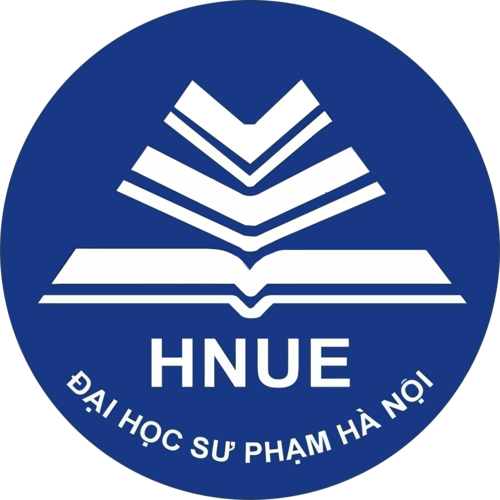 HNUE
ĐẠI HỌC SƯ PHẠM HÀ NỘI